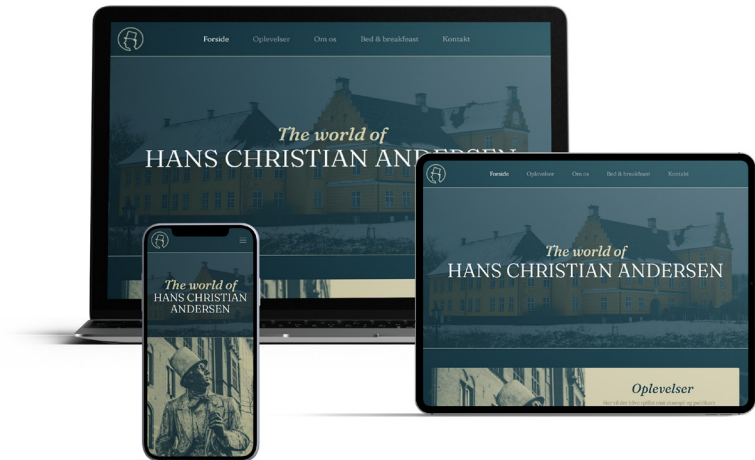 Forside Oplevelser Om os Bed & breakfeast Kontakt
The world of
HANS CHRISTIAN ANDERSEN
Forside Oplevelser Om os Bed & breakfeast Kontakt
The world of
HANS CHRISTIAN ANDERSEN
Oplevelser
The world of
HANS CHRISTIAN
ANDERSEN